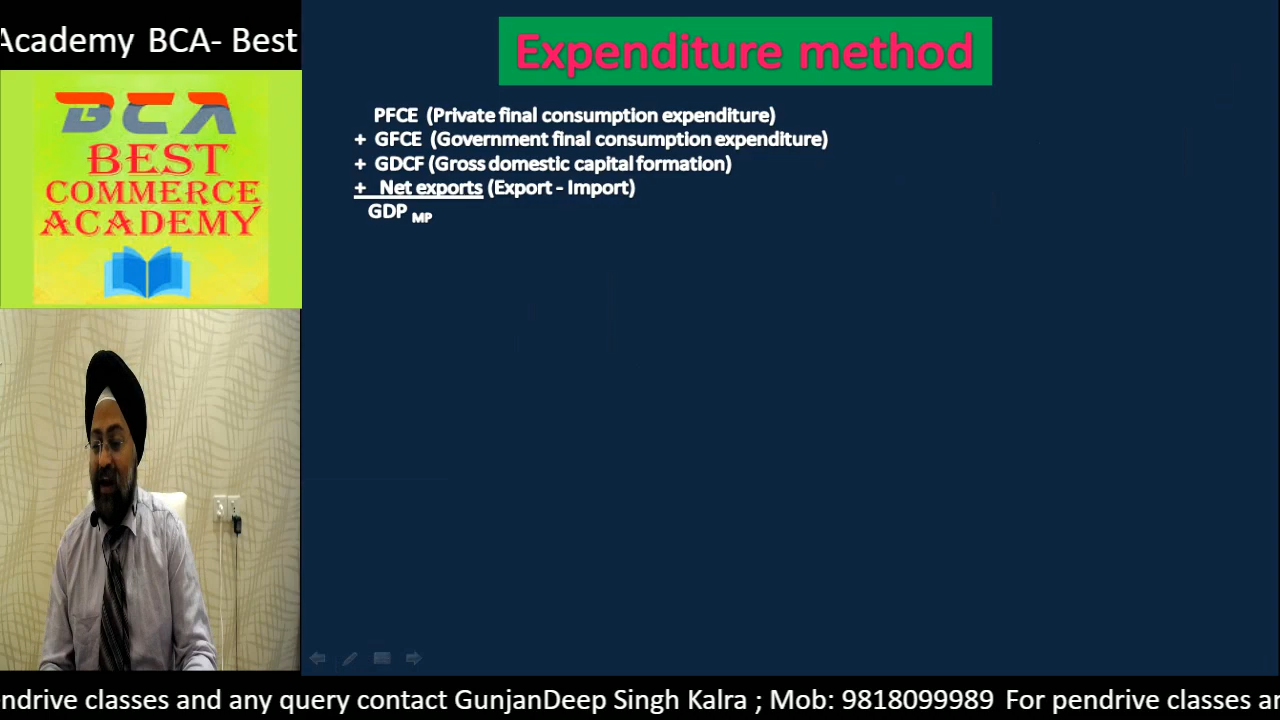 Academy BCA- Best
BCA
BEST
COMMERCE
ACADEMY
Expenditure method
PFCE (Private final consumption expenditure)
+ GFCE (Government final consumption expenditure)
+ GDCF (Gross domestic capital formation)
+ Net exports (Export - Import)
GDP MP
endrive classes and any query contact GunjanDeep Singh Kalra ; Mob: 9818099989 For pendrive classes an